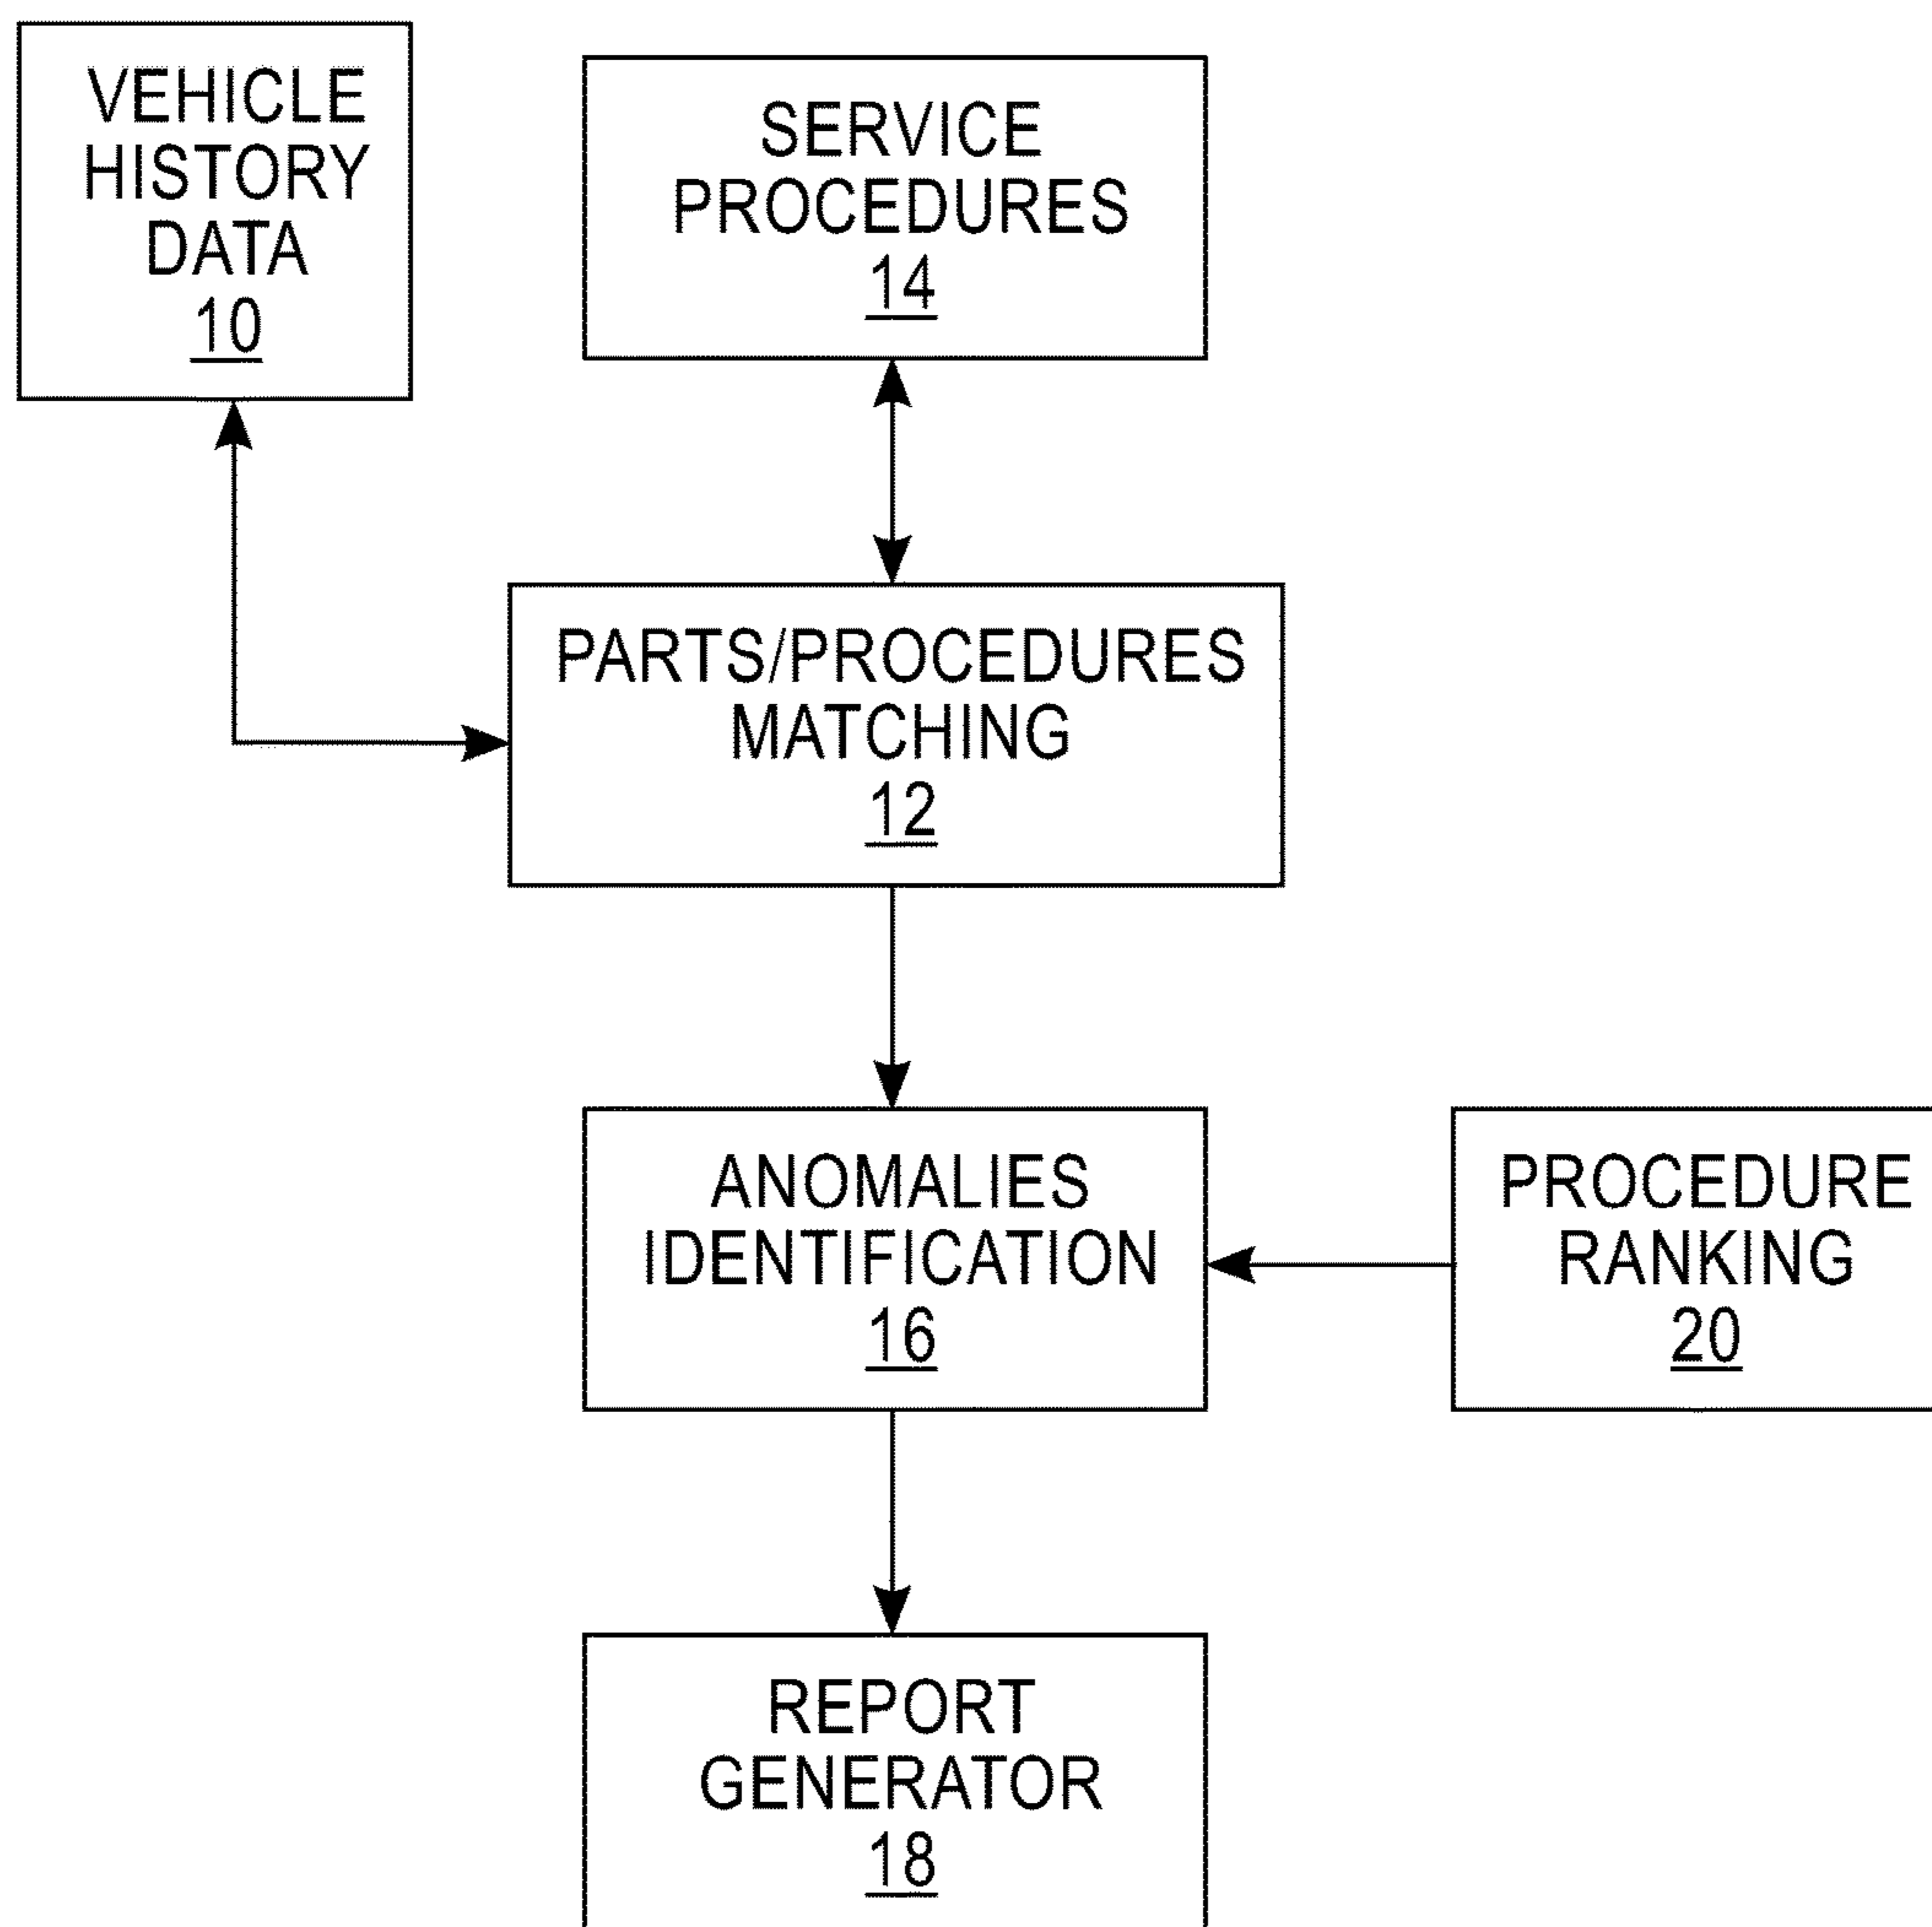 VEHICLE
HISTORY
DATA
10
SERVICE
PROCEDURES
14
PARTS/PROCEDURES
MATCHING
12
ANOMALIES
IDENTIFICATION
16
PROCEDURE
RANKING
20
REPORT
GENERATOR
18